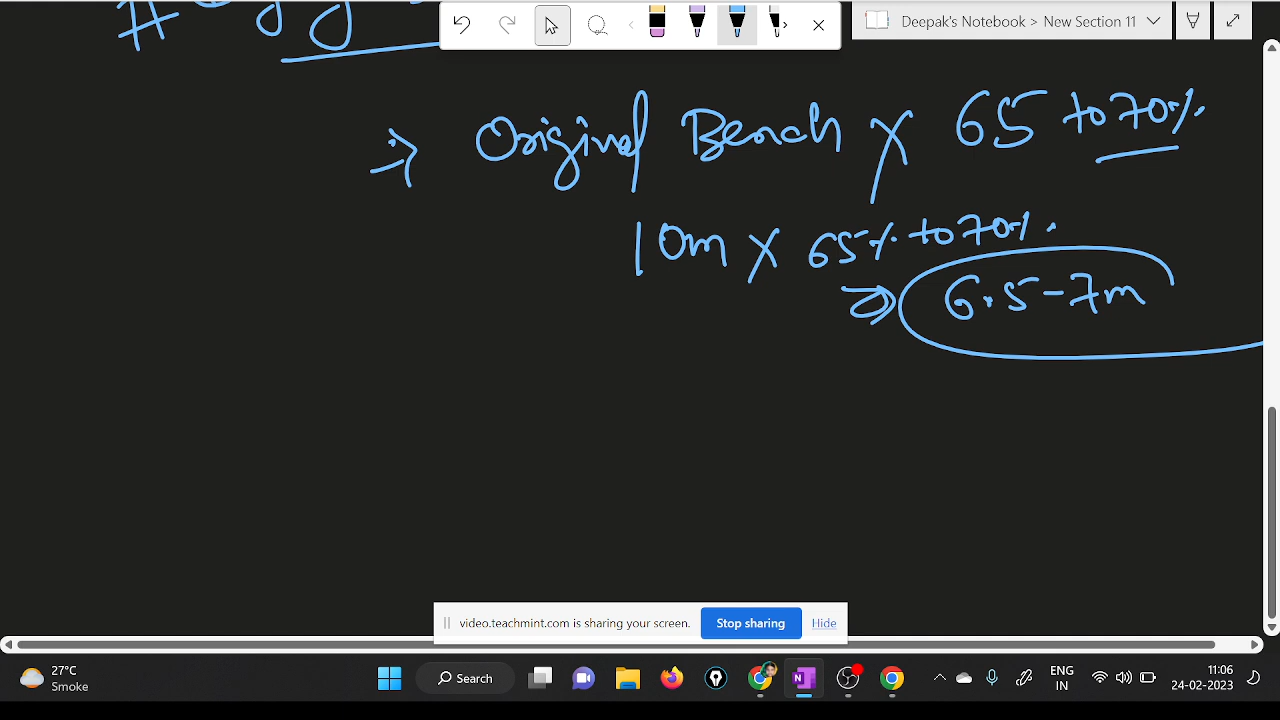 Deepak's Notebook > New Section 11
⇒ Original Bench X 65 to 70%
10m X 65% to 70%.
⇒ 6.5-7m
video.teachmint.com is sharing your screen.
Stop sharing
Hide
27°C
Smoke
Search
ENG
IN
11:06
24-02-2023